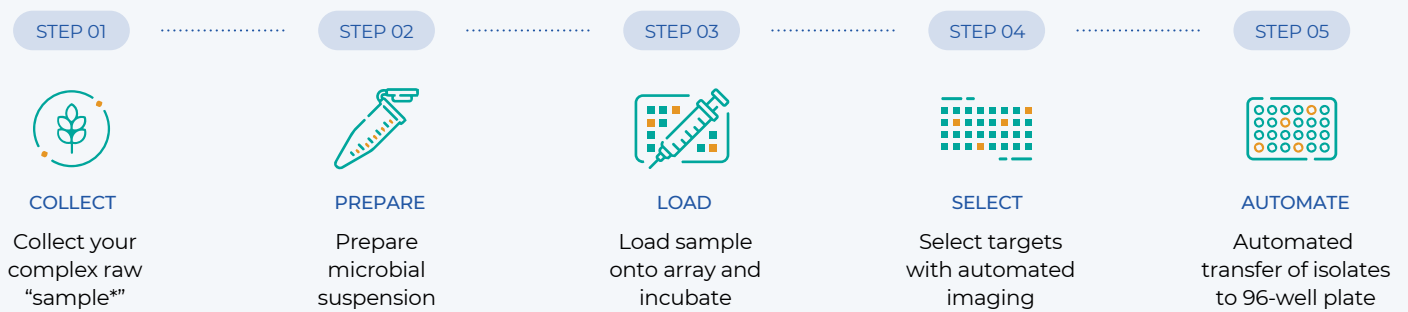 STEP 01
STEP 02
STEP 03
STEP 04
STEP 05
COLLECT
Collect your
complex raw
“sample*”
PREPARE
Prepare
microbial
suspension
LOAD
Load sample
onto array and
incubate
SELECT
Select targets
with automated
imaging
AUTOMATE
Automated
transfer of isolates
to 96-well plate